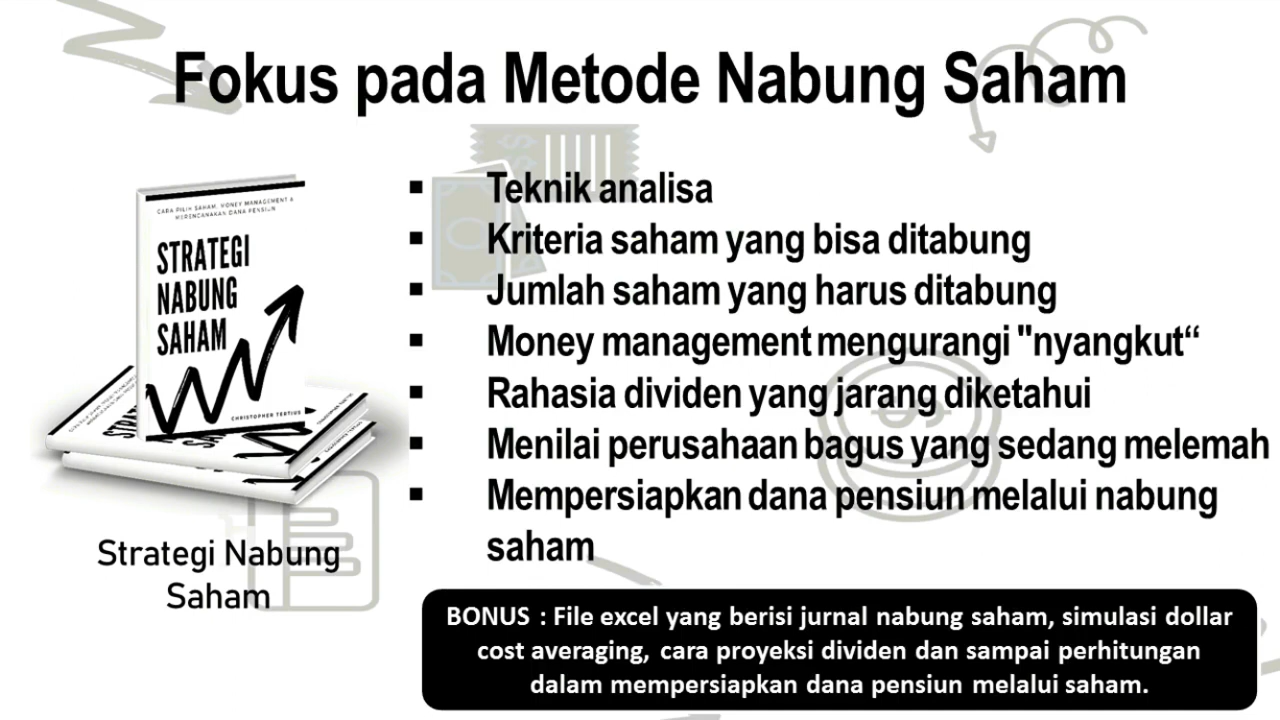 Fokus pada Metode Nabung Saham
CARA PILIH SAHAM, MONEY MANAGEMENT &
MERENCANAKAN DANA PENSIUN
STRATEGI
NABUNG
SAHAM
CHRISTOPHER TERTIUS
Strategi Nabung
Saham
▪ Teknik analisa
▪ Kriteria saham yang bisa ditabung
▪ Jumlah saham yang harus ditabung
▪ Money management mengurangi "nyangkut“
▪ Rahasia dividen yang jarang diketahui
▪ Menilai perusahaan bagus yang sedang melemah
▪ Mempersiapkan dana pensiun melalui nabung
saham
BONUS : File excel yang berisi jurnal nabung saham, simulasi dollar
cost averaging, cara proyeksi dividen dan sampai perhitungan
dalam mempersiapkan dana pensiun melalui saham.